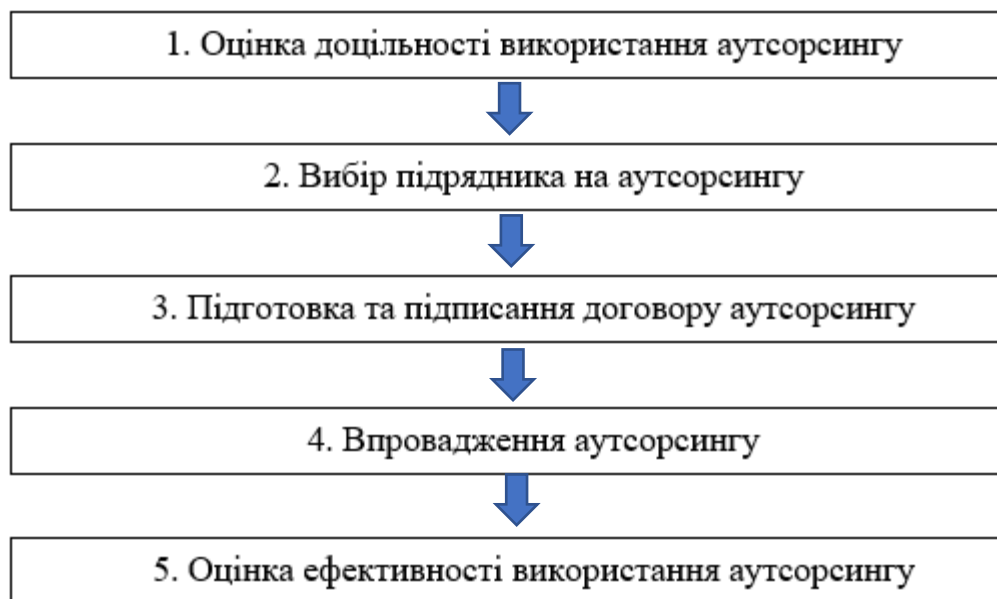 1. Оцінка доцільності використання аутсорсингу
2. Вибір підрядника на аутсорсингу
3. Підготовка та підписання договору аутсорсингу
4. Впровадження аутсорсингу
5. Оцінка ефективності використання аутсорсингу